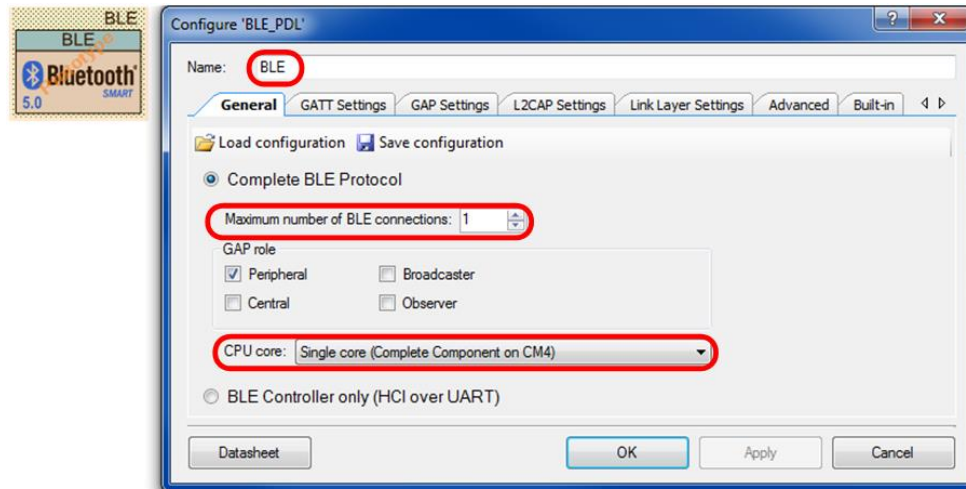 BLE
BLE
Prototype
Bluetooth®
SMART
5.0
Configure 'BLE_PDL'
Name: BLE
General GATT Settings GAP Settings L2CAP Settings Link Layer Settings Advanced Built-in
Load configuration Save configuration
Complete BLE Protocol
Maximum number of BLE connections: 1
GAP role
Peripheral Broadcaster
Central Observer
CPU core: Single core (Complete Component on CM4)
BLE Controller only (HCI over UART)
Datasheet OK Apply Cancel